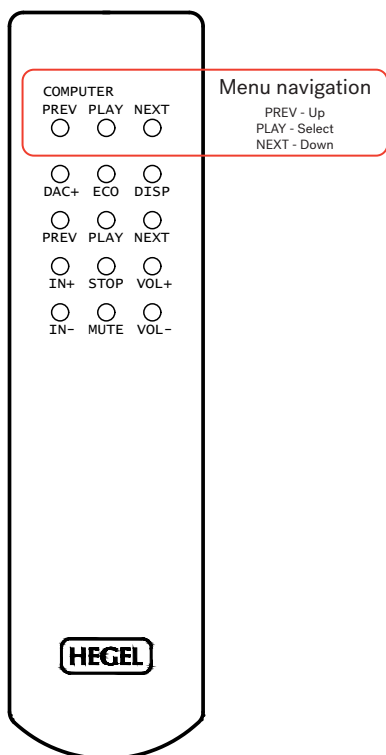 COMPUTER
PREV PLAY NEXT
Menu navigation
PREV - Up
PLAY - Select
NEXT - Down
DAC+ ECO DISP
PREV PLAY NEXT
IN+ STOP VOL+
IN- MUTE VOL-
HEGEL